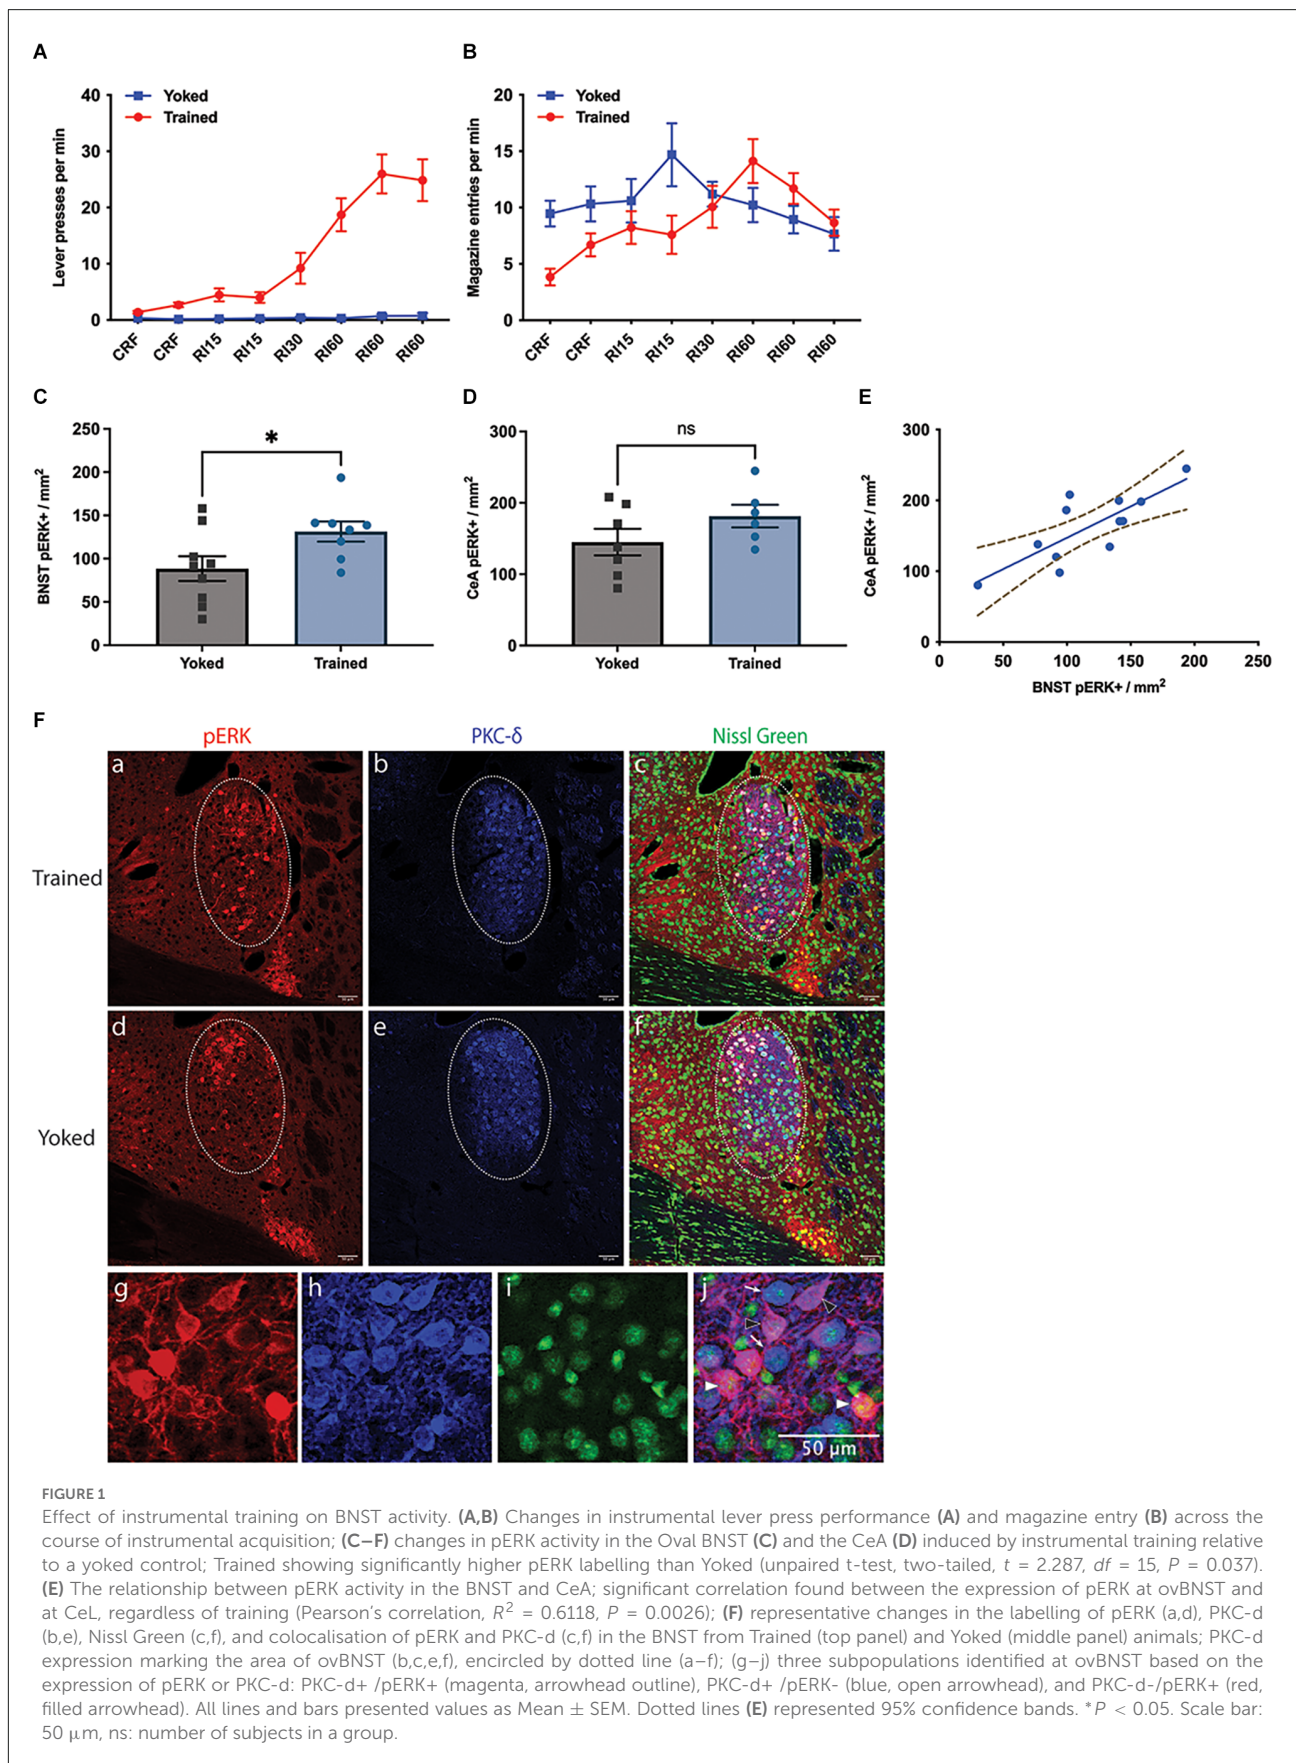 A
B
40
30
20
10
0
Lever presses per min
Yoked
Trained
CRF
CRF
RI15
RI15
RI30
RI60
RI60
RI60
20
15
10
5
0
Magazine entries per min
Yoked
Trained
CRF
CRF
RI15
RI15
RI30
RI60
RI60
RI60
C
D
E
250
200
150
100
50
0
BNST pERK+ / mm²
*
Yoked
Trained
300
200
100
0
CeA pERK+ / mm²
ns
Yoked
Trained
300
200
100
0
CeA pERK+ / mm²
0
50
100
150
200
250
BNST pERK+ / mm²
F
pERK
PKC-δ
Nissl Green
Trained
a
b
c
Yoked
d
e
f
g
h
i
j
50 µm
FIGURE 1
Effect of instrumental training on BNST activity. (A,B) Changes in instrumental lever press performance (A) and magazine entry (B) across the
course of instrumental acquisition; (C–F) changes in pERK activity in the Oval BNST (C) and the CeA (D) induced by instrumental training relative
to a yoked control; Trained showing significantly higher pERK labelling than Yoked (unpaired t-test, two-tailed, t = 2.287, df = 15, P = 0.037).
(E) The relationship between pERK activity in the BNST and CeA; significant correlation found between the expression of pERK at ovBNST and
at CeL, regardless of training (Pearson's correlation, R² = 0.6118, P = 0.0026); (F) representative changes in the labelling of pERK (a,d), PKC-d
(b,e), Nissl Green (c,f), and colocalisation of pERK and PKC-d (c,f) in the BNST from Trained (top panel) and Yoked (middle panel) animals; PKC-d
expression marking the area of ovBNST (b,c,e,f), encircled by dotted line (a–f); (g–j) three subpopulations identified at ovBNST based on the
expression of pERK or PKC-d: PKC-d+ /pERK+ (magenta, arrowhead outline), PKC-d+ /pERK- (blue, open arrowhead), and PKC-d-/pERK+ (red,
filled arrowhead). All lines and bars presented values as Mean ± SEM. Dotted lines (E) represented 95% confidence bands. *P < 0.05. Scale bar:
50 µm, ns: number of subjects in a group.